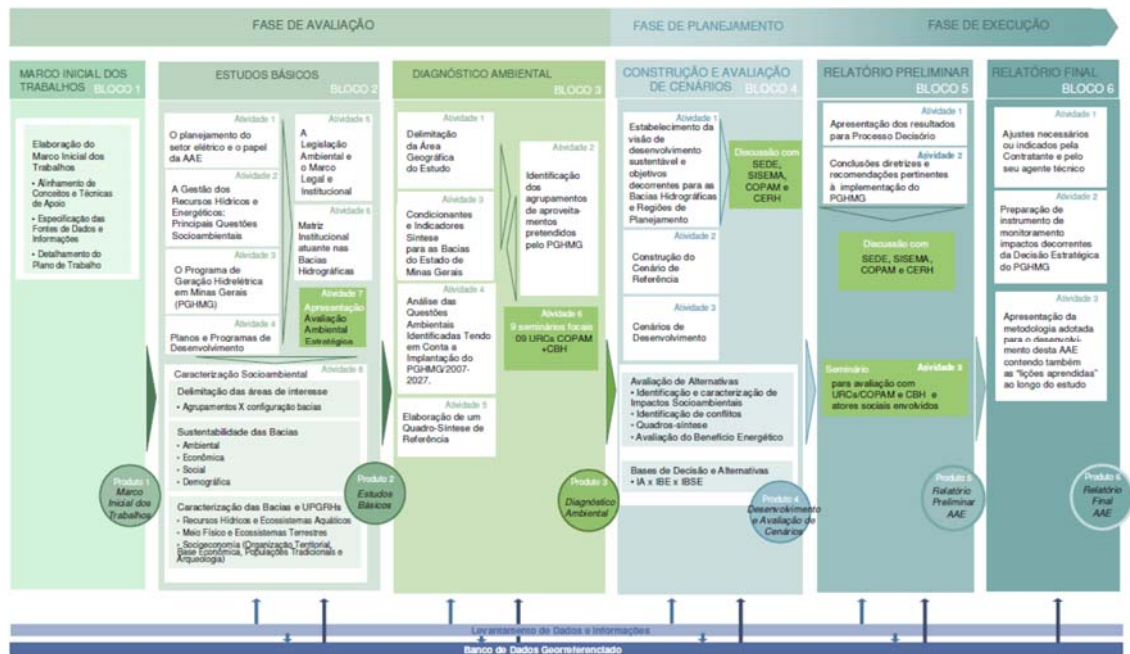 FASE DE AVALIAÇÃO
FASE DE PLANEJAMENTO
FASE DE EXECUÇÃO
MARCO INICIAL DOS
TRABALHOS
BLOCO 1
Elaboração do
Marco Inicial dos
Trabalhos
• Alinhamento de
Conceitos e Técnicas
de Apoio
• Especificação das
Fontes de Dados e
Informações
• Detalhamento do
Plano de Trabalho
Produto 1
Marco
Inicial dos
Trabalhos
ESTUDOS BÁSICOS
BLOCO 2
Atividade 1
O planejamento do
setor elétrico e o papel
da AAE
Atividade 2
A Gestão dos
Recursos Hídricos e
Energéticos:
Principais Questões
Socioambientais
Atividade 3
O Programa de
Geração Hidrelétrica
em Minas Gerais
(PGHMG)
Atividade 4
Planos e Programas de
Desenvolvimento
Atividade 5
A
Legislação
Ambiental e
o Marco
Legal e
Institucional
Atividade 6
Matriz
Institucional
atuante nas
Bacias
Hidrográficas
Atividade 7
Apresentação
Avaliação
Ambiental
Estratégica
Atividade 8
Caracterização Socioambiental
Delimitação das áreas de interesse
• Agrupamentos X configuração bacias
Sustentabilidade das Bacias
• Ambiental
• Econômica
• Social
• Demográfica
Caracterização das Bacias e UPGRHs
• Recursos Hídricos e Ecossistemas Aquáticos
• Meio Físico e Ecossistemas Terrestres
• Socioeconomia (Organização Territorial,
Base Econômica, Populações Tradicionais e
Arqueologia)
Produto 2
Estudos
Básicos
DIAGNÓSTICO AMBIENTAL
BLOCO 3
Atividade 1
Delimitação
da Área
Geográfica
do Estudo
Atividade 3
Condicionantes
e Indicadores
Síntese
para as Bacias
do Estado de
Minas Gerais
Atividade 4
Análise das
Questões
Ambientais
Identificadas Tendo
em Conta a
Implantação do
PGHMG/2007-
2027.
Atividade 5
Elaboração de um
Quadro-Síntese de
Referência
Atividade 2
Identificação
dos
agrupamentos
de aproveita-
mentos
pretendidos
pelo PGHMG
Atividade 6
9 seminários focais
09 URCs COPAM
+CBH
Produto 3
Diagnóstico
Ambiental
CONSTRUÇÃO E AVALIAÇÃO
DE CENÁRIOS
BLOCO 4
Atividade 1
Estabelecimento da
visão de
desenvolvimento
sustentável e
objetivos
decorrentes para as
Bacias Hidrográficas
e Regiões de
Planejamento
Discussão com
SEDE,
SISEMA,
COPAM e
CERH
Atividade 2
Construção do
Cenário de
Referência
Atividade 3
Cenários de
Desenvolvimento
Avaliação de Alternativas
• Identificação e caracterização de
Impactos Socioambientais
• Identificação de conflitos
• Quadros-síntese
• Avaliação do Benefício Energético
Bases de Decisão e Alternativas
• IA x IBE x IBSE
Produto 4
Desenvolvimento
e Avaliação de
Cenários
RELATÓRIO PRELIMINAR
BLOCO 5
Atividade 1
Apresentação dos resultados
para Processo Decisório
Atividade 2
Conclusões diretrizes e
recomendações pertinentes
à implementação do
PGHMG
Discussão com
SEDE, SISEMA,
COPAM e CERH
Seminário
Atividade 3
para avaliação com
URCs/COPAM e CBH e
atores sociais envolvidos
Produto 5
Relatório
Preliminar
AAE
RELATÓRIO FINAL
BLOCO 6
Atividade 1
Ajustes necessários
ou indicados pela
Contratante e pelo
seu agente técnico
Atividade 2
Preparação de
instrumento de
monitoramento
impactos decorrentes
da Decisão Estratégica
do PGHMG
Atividade 3
Apresentação da
metodologia adotada
para o desenvolvi-
mento desta AAE
contendo também
as “lições aprendidas”
ao longo do estudo
Produto 6
Relatório
Final
AAE
Levantamento de Dados e Informações
Banco de Dados Georreferenciado